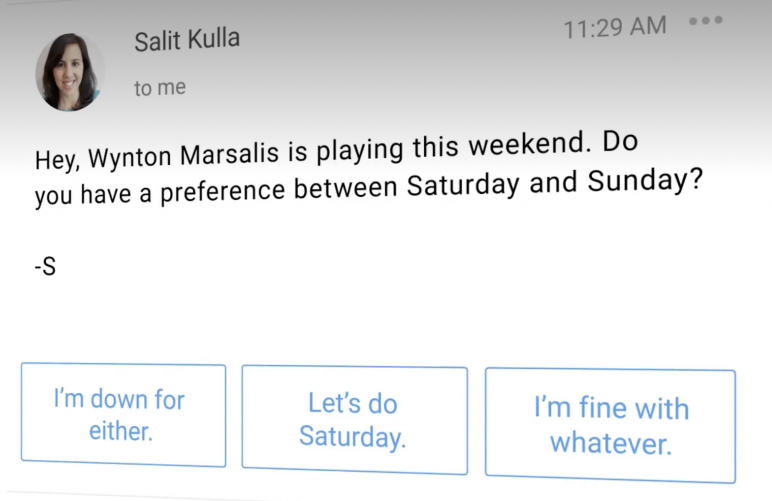 Salit Kulla
11:29 AM
to me
Hey, Wynton Marsalis is playing this weekend. Do
you have a preference between Saturday and Sunday?
-S
I'm down for
either.
Let's do
Saturday.
I'm fine with
whatever.